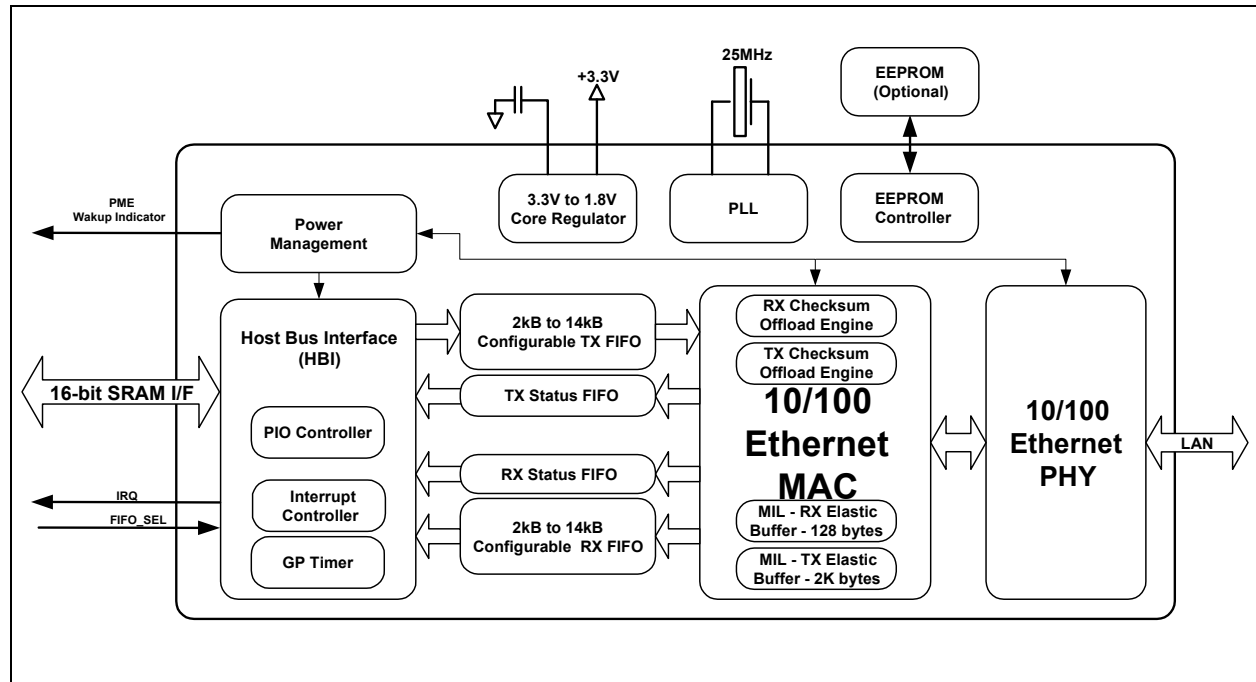 25MHz
+3.3V
EEPROM
(Optional)
3.3V to 1.8V
Core Regulator
PLL
EEPROM
Controller
PME
Wakup Indicator
Power
Management
Host Bus Interface
(HBI)
2kB to 14kB
Configurable TX FIFO
RX Checksum
Offload Engine
TX Checksum
Offload Engine
16-bit SRAM I/F
TX Status FIFO
10/100
Ethernet
MAC
10/100
Ethernet
PHY
LAN
PIO Controller
RX Status FIFO
IRQ
FIFO_SEL
Interrupt
Controller
GP Timer
2kB to 14kB
Configurable RX FIFO
MIL - RX Elastic
Buffer - 128 bytes
MIL - TX Elastic
Buffer - 2K bytes